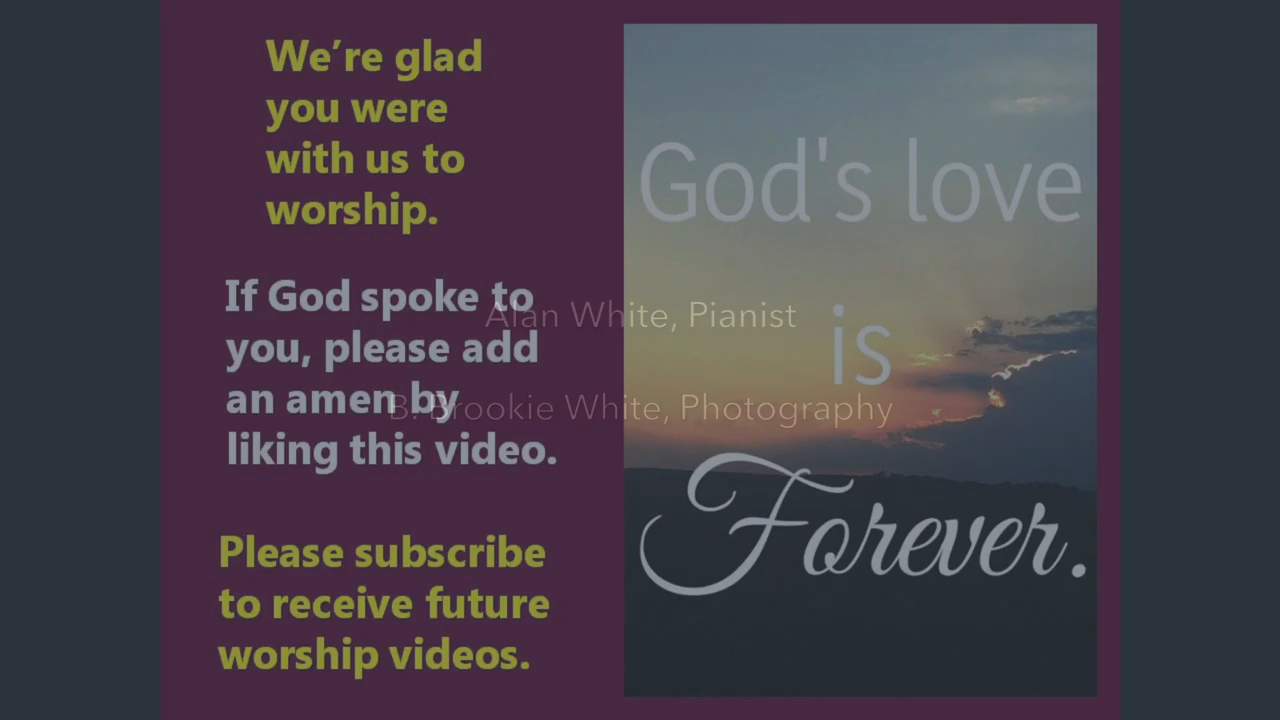 We’re glad
you were
with us to
worship.
If God spoke to
you, please add
an amen by
liking this video.
Please subscribe
to receive future
worship videos.
Alan White, Pianist
B. Brookie White, Photography
God's love
is
Forever.